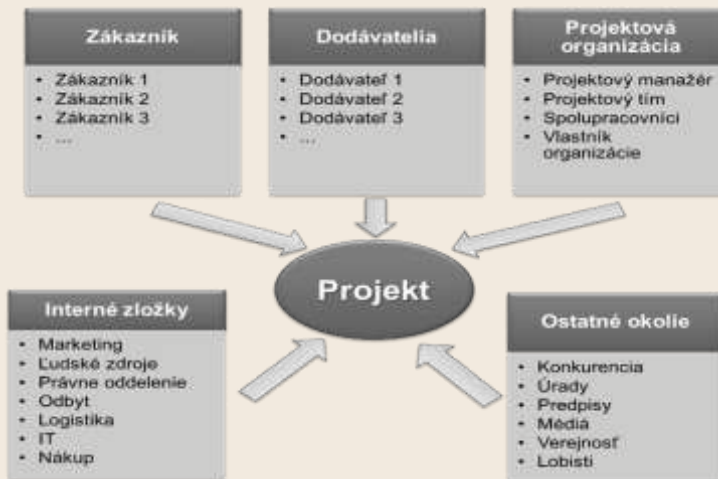 Zákazník
• Zákazník 1
• Zákazník 2
• Zákazník 3
• ...
Dodávatelia
• Dodávateľ 1
• Dodávateľ 2
• Dodávateľ 3
• ...
Projektová
organizácia
• Projektový manažér
• Projektový tím
• Spolupracovníci
• Vlastník
organizácie
Projekt
Interné zložky
• Marketing
• Ľudské zdroje
• Právne oddelenie
• Odbyt
• Logistika
• IT
• Nákup
Ostatné okolie
• Konkurencia
• Úrady
• Predpisy
• Médiá
• Verejnosť
• Lobisti